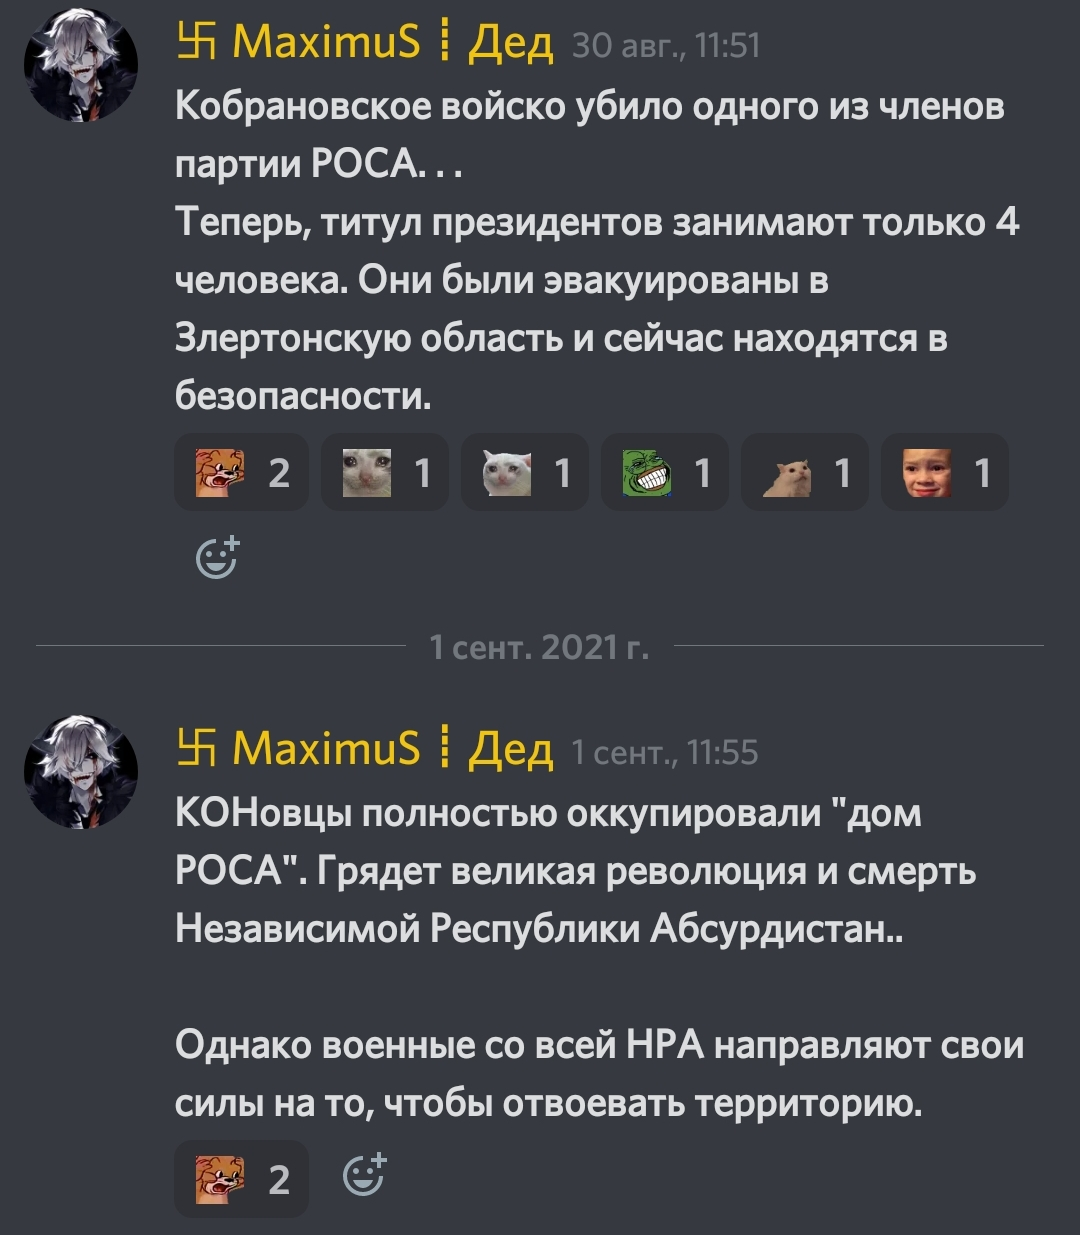 卐 MaximuS ┋ Дед 30 авг., 11:51
Кобрановское войско убило одного из членов
партии РОСА. . .
Теперь, титул президентов занимают только 4
человека. Они были эвакуированы в
Злертонскую область и сейчас находятся в
безопасности.
2 1 1 1 1 1
1 сент. 2021 г.
卐 MaximuS ┋ Дед 1 сент., 11:55
КОНовцы полностью оккупировали "дом
РОСА". Грядет великая революция и смерть
Независимой Республики Абсурдистан..
Однако военные со всей НРА направляют свои
силы на то, чтобы отвоевать территорию.
2